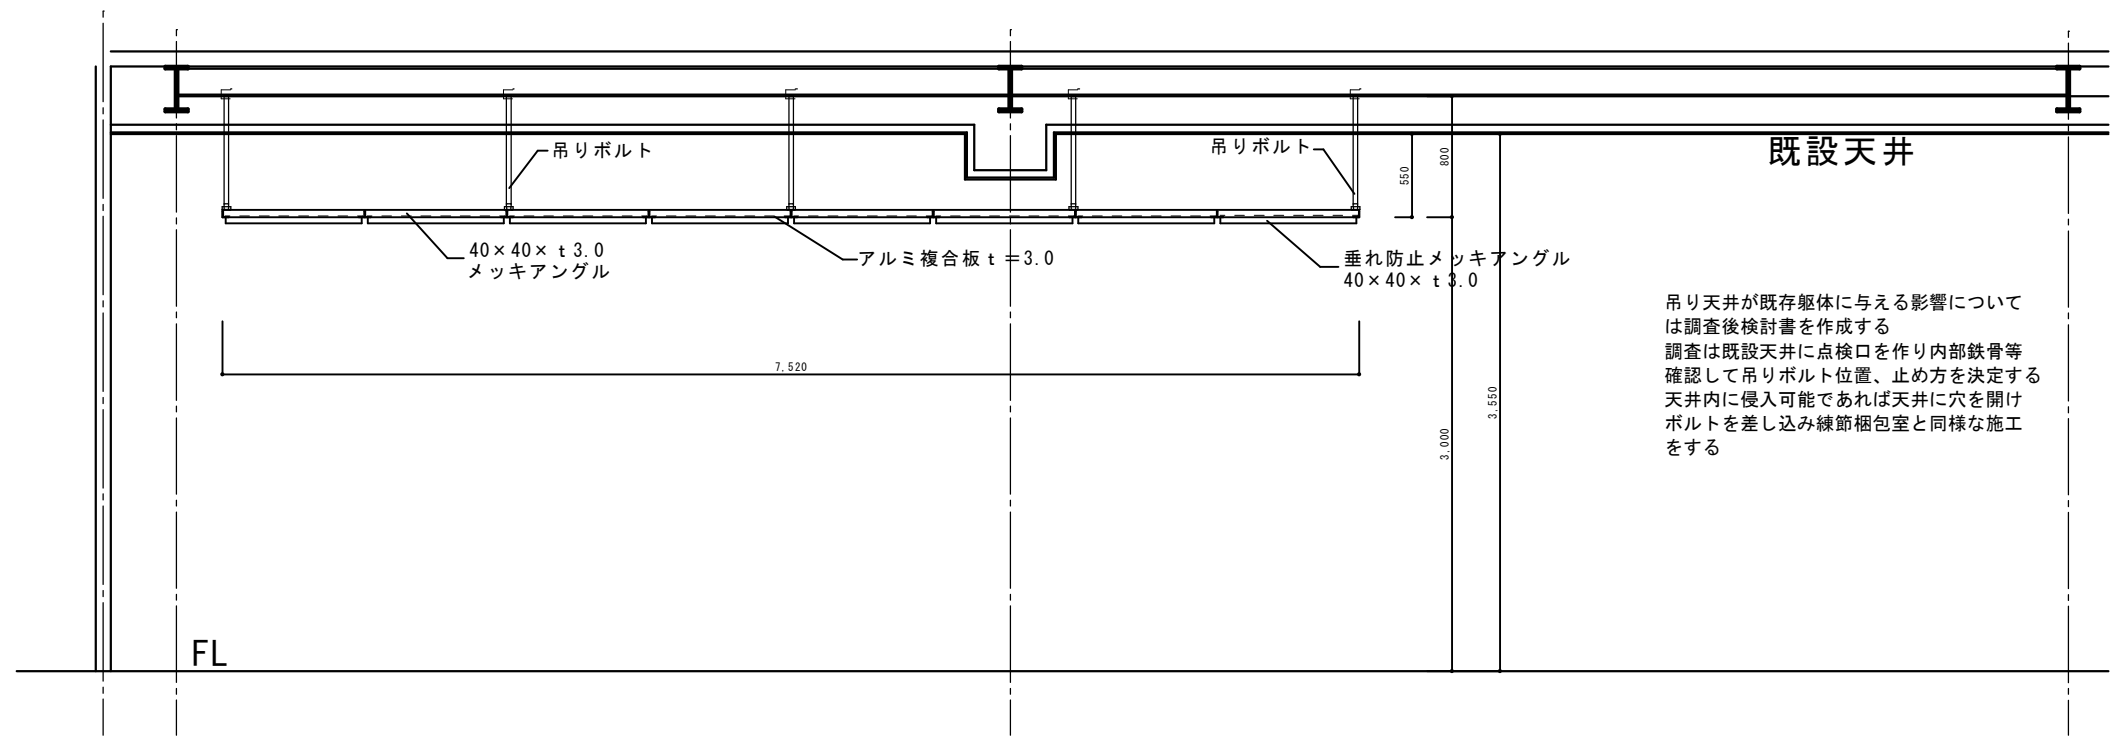 既設天井
吊りボルト
吊りボルト
550
800
40×40×ｔ3.0
メッキアングル
アルミ複合板ｔ＝3.0
垂れ防止メッキアングル
40×40×ｔ3.0
吊り天井が既存躯体に与える影響について
は調査後検討書を作成する
調査は既設天井に点検口を作り内部鉄骨等
確認して吊りボルト位置、止め方を決定する
天井内に侵入可能であれば天井に穴を開け
ボルトを差し込み練節梱包室と同様な施工
をする
7,520
3,550
3,000
FL